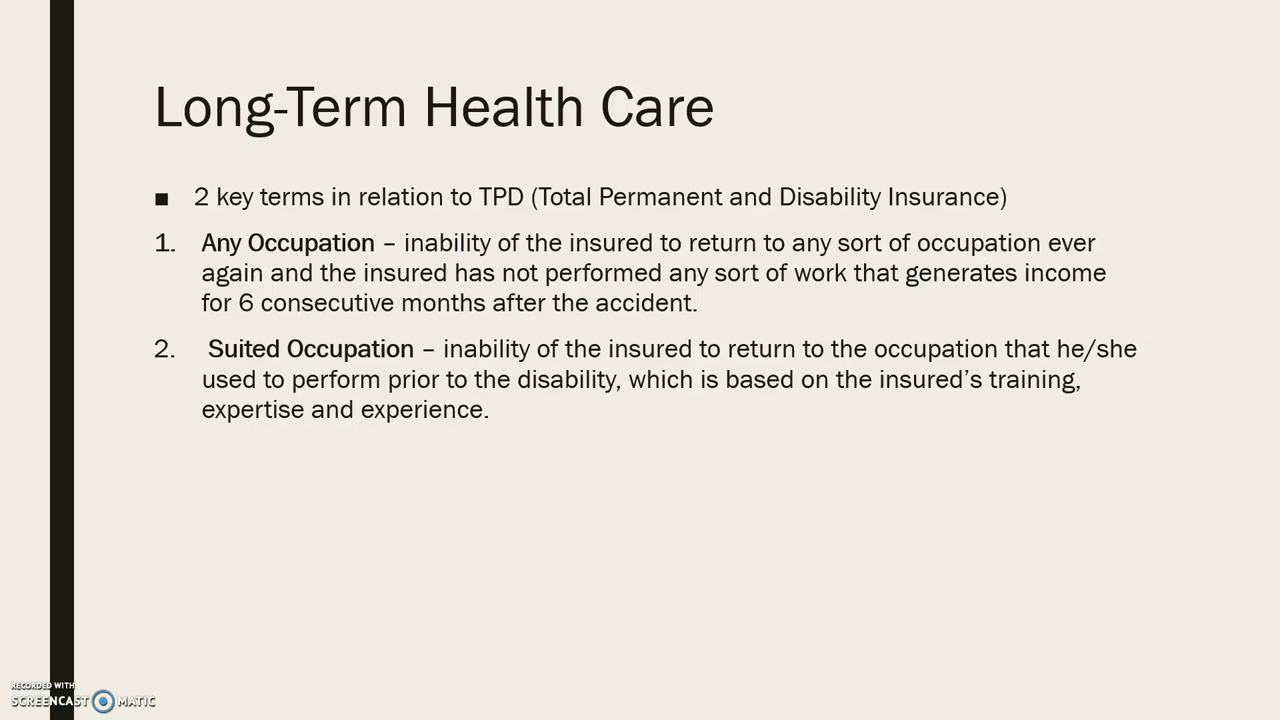 Long-Term Health Care
■ 2 key terms in relation to TPD (Total Permanent and Disability Insurance)
1. Any Occupation – inability of the insured to return to any sort of occupation ever
again and the insured has not performed any sort of work that generates income
for 6 consecutive months after the accident.
2. Suited Occupation – inability of the insured to return to the occupation that he/she
used to perform prior to the disability, which is based on the insured’s training,
expertise and experience.
RECORDED WITH
SCREENCAST MATIC